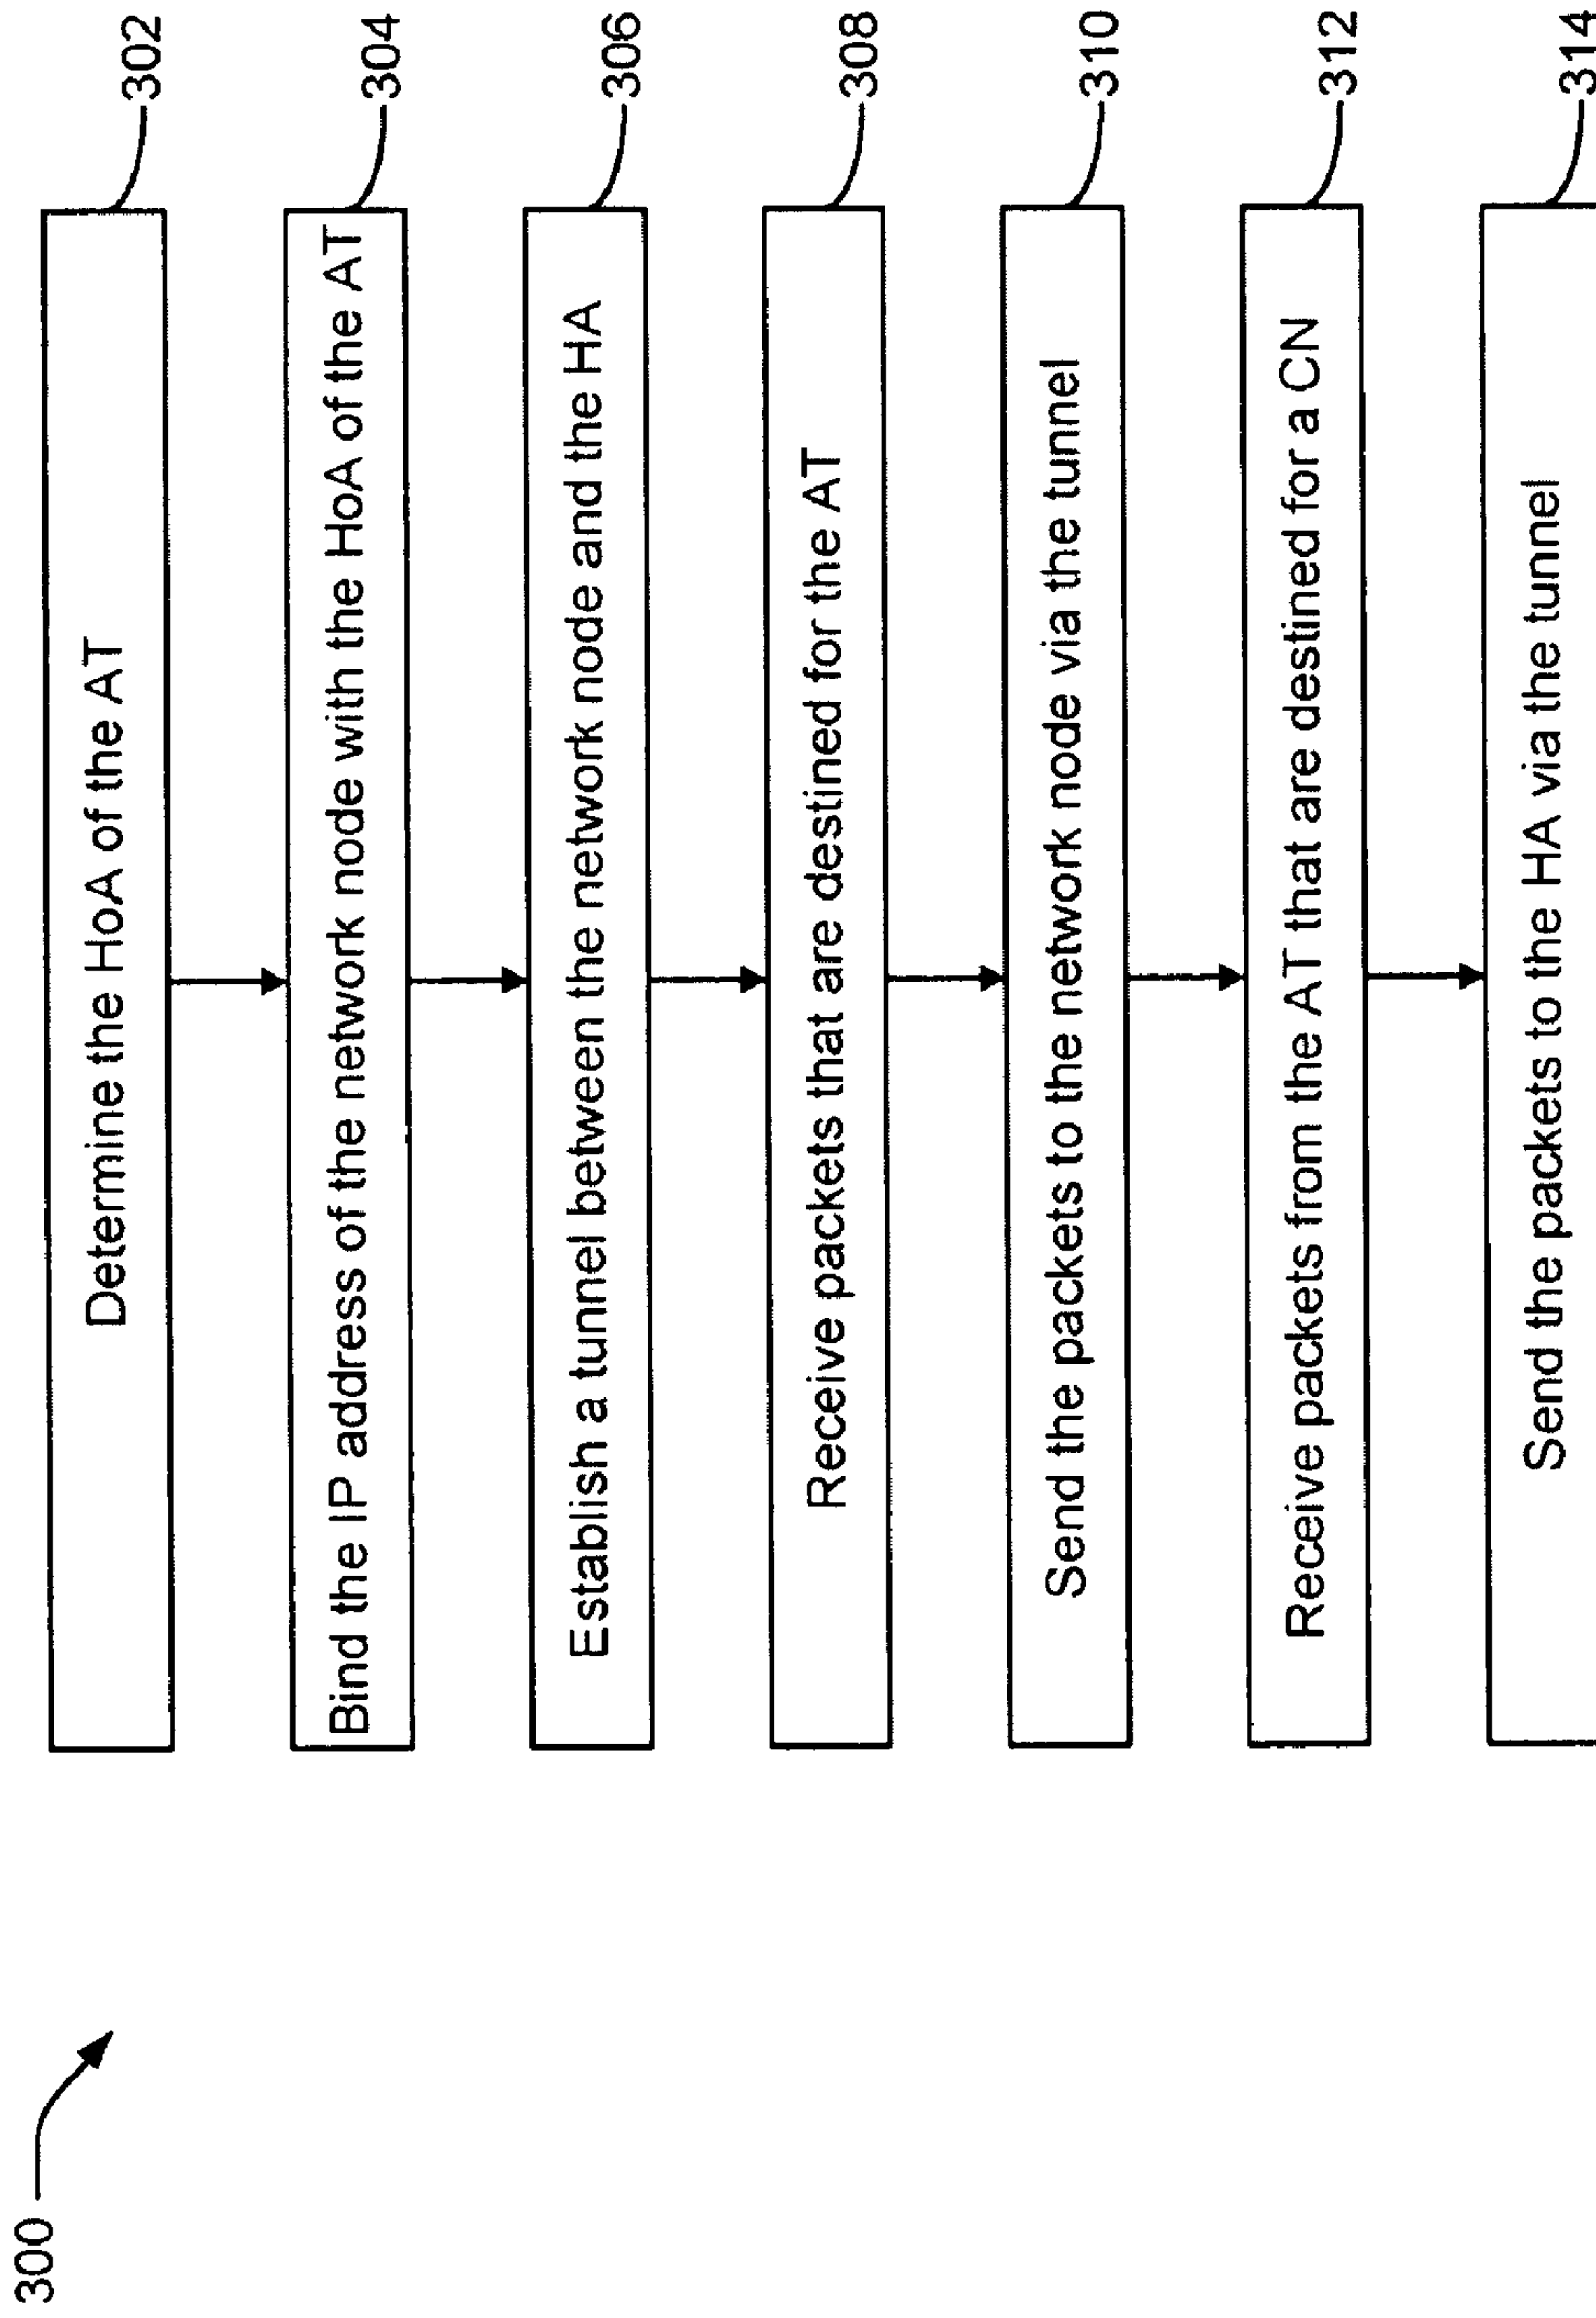 300
Determine the HoA of the AT
302
Bind the IP address of the network node with the HoA of the AT
304
Establish a tunnel between the network node and the HA
306
Receive packets that are destined for the AT
308
Send the packets to the network node via the tunnel
310
Receive packets from the AT that are destined for a CN
312
Send the packets to the HA via the tunnel
314